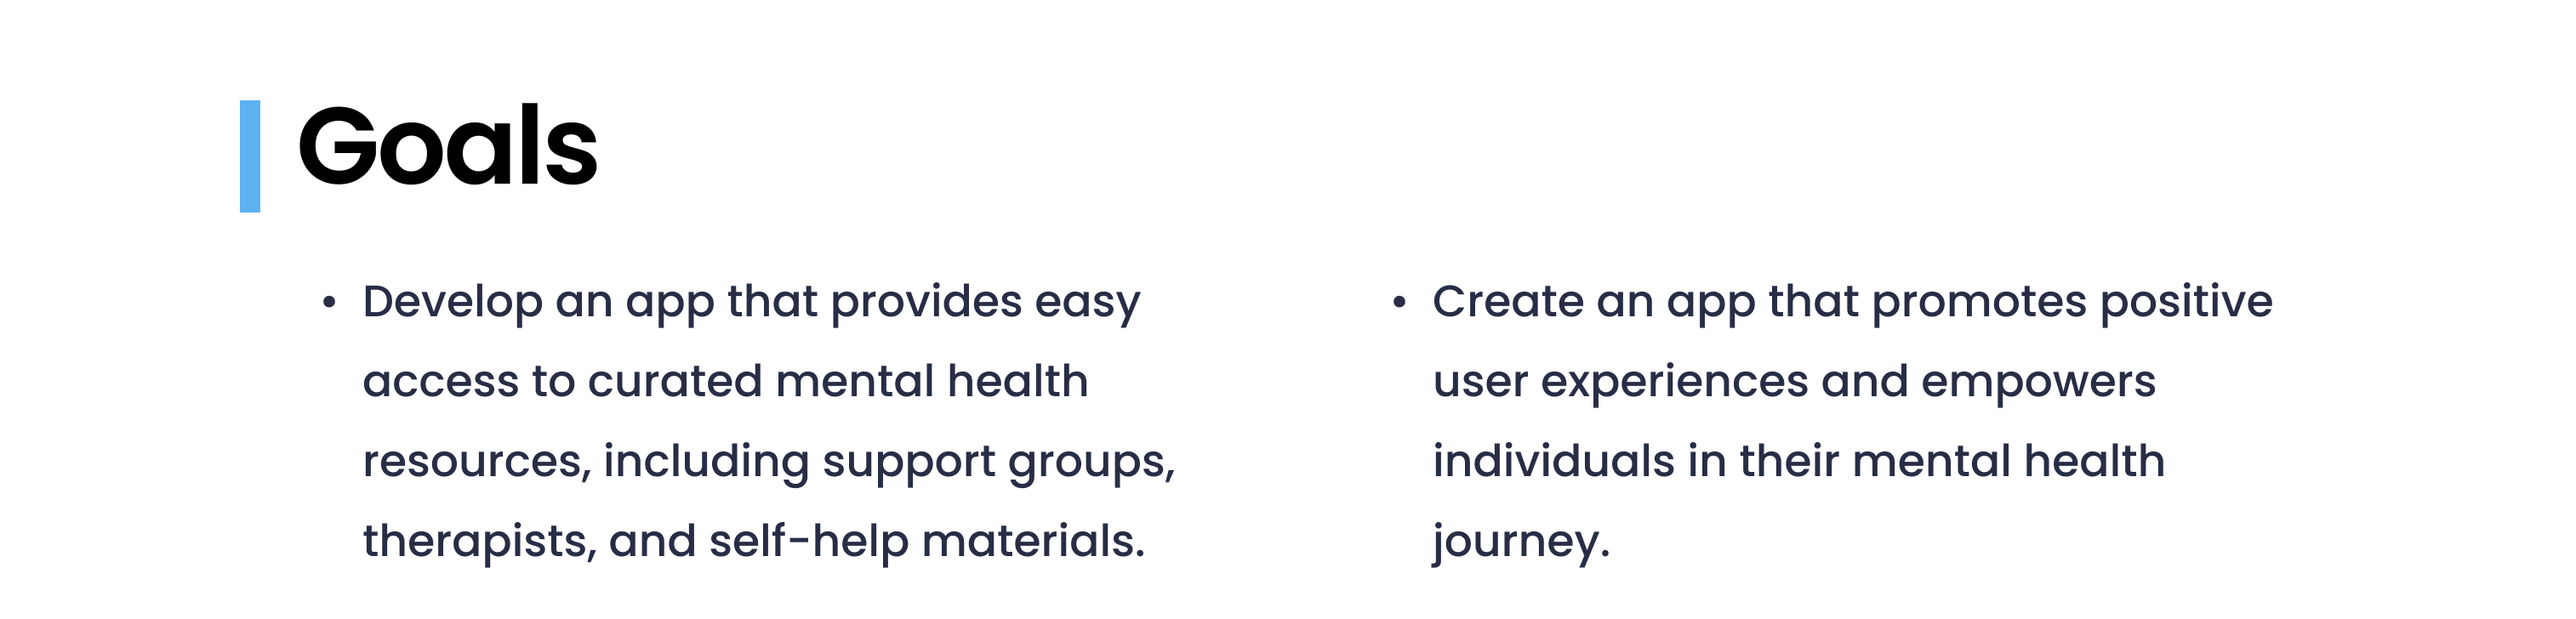 Goals
• Develop an app that provides easy
access to curated mental health
resources, including support groups,
therapists, and self-help materials.
• Create an app that promotes positive
user experiences and empowers
individuals in their mental health
journey.